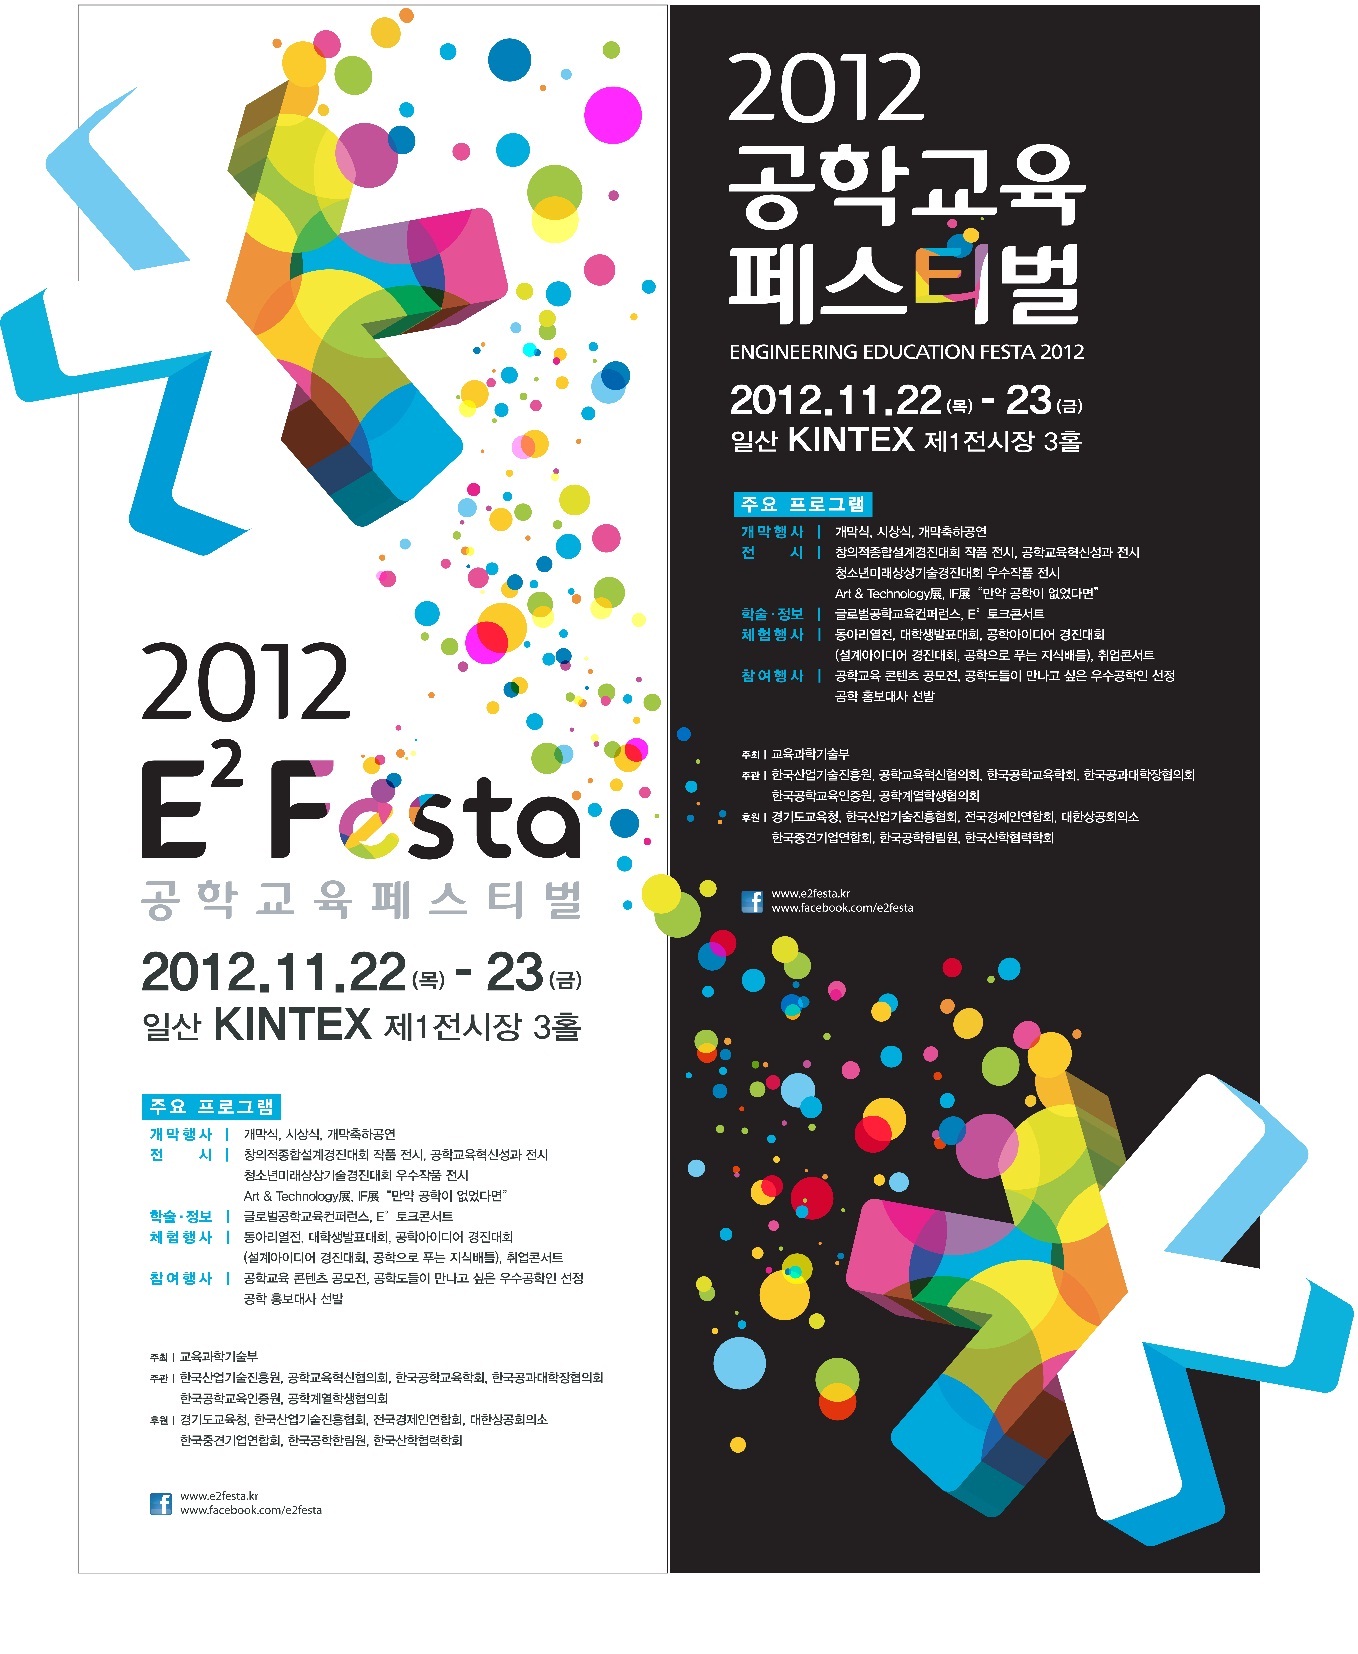 2012
E² Festa
공학교육페스티벌
2012.11.22(목) - 23(금)
일산 KINTEX 제1전시장 3홀
주요 프로그램
개막행사 | 개막식, 시상식, 개막축하공연
전 시 | 창의적종합설계경진대회 작품 전시, 공학교육혁신성과 전시
청소년미래상상기술경진대회 우수작품 전시
Art & Technology展, IF展 “만약 공학이 없었다면”
학술·정보 | 글로벌공학교육컨퍼런스, E² 토크콘서트
체험행사 | 동아리열전, 대학생발표대회, 공학아이디어 경진대회
(설계아이디어 경진대회, 공학으로 푸는 지식배틀), 취업콘서트
참여행사 | 공학교육 콘텐츠 공모전, 공학도들이 만나고 싶은 우수공학인 선정
공학 홍보대사 선발
주최 | 교육과학기술부
주관 | 한국산업기술진흥원, 공학교육혁신협의회, 한국공학교육학회, 한국공과대학장협의회
한국공학교육인증원, 공학계열학생협의회
후원 | 경기도교육청, 한국산업기술진흥협회, 전국경제인연합회, 대한상공회의소
한국중견기업연합회, 한국공학한림원, 한국산학협력학회
f www.e2festa.kr
www.facebook.com/e2festa
2012
공학교육
페스티벌
ENGINEERING EDUCATION FESTA 2012
2012.11.22(목) - 23(금)
일산 KINTEX 제1전시장 3홀
주요 프로그램
개막행사 | 개막식, 시상식, 개막축하공연
전 시 | 창의적종합설계경진대회 작품 전시, 공학교육혁신성과 전시
청소년미래상상기술경진대회 우수작품 전시
Art & Technology展, IF展 “만약 공학이 없었다면”
학술·정보 | 글로벌공학교육컨퍼런스, E² 토크콘서트
체험행사 | 동아리열전, 대학생발표대회, 공학아이디어 경진대회
(설계아이디어 경진대회, 공학으로 푸는 지식배틀), 취업콘서트
참여행사 | 공학교육 콘텐츠 공모전, 공학도들이 만나고 싶은 우수공학인 선정
공학 홍보대사 선발
주최 | 교육과학기술부
주관 | 한국산업기술진흥원, 공학교육혁신협의회, 한국공학교육학회, 한국공과대학장협의회
한국공학교육인증원, 공학계열학생협의회
후원 | 경기도교육청, 한국산업기술진흥협회, 전국경제인연합회, 대한상공회의소
한국중견기업연합회, 한국공학한림원, 한국산학협력학회
f www.e2festa.kr
www.facebook.com/e2festa